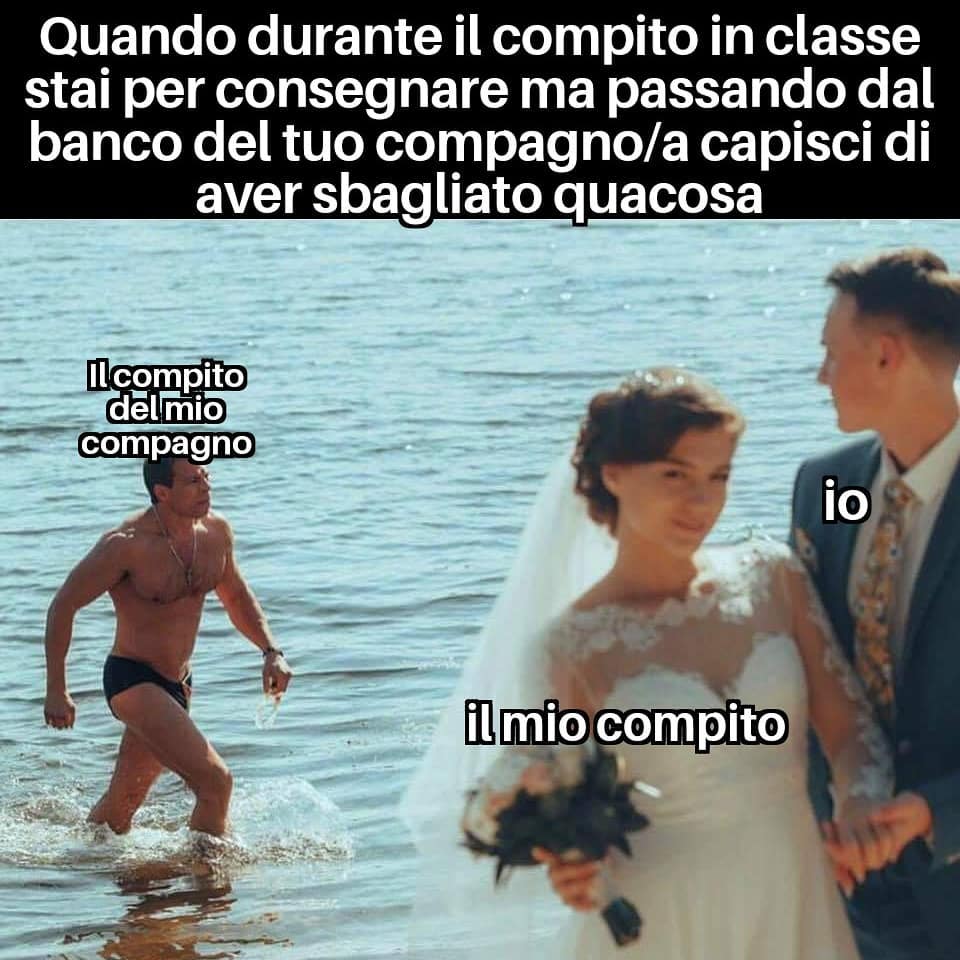 Quando durante il compito in classe
stai per consegnare ma passando dal
banco del tuo compagno/a capisci di
aver sbagliato quacosa
Il compito
del mio
compagno
io
il mio compito